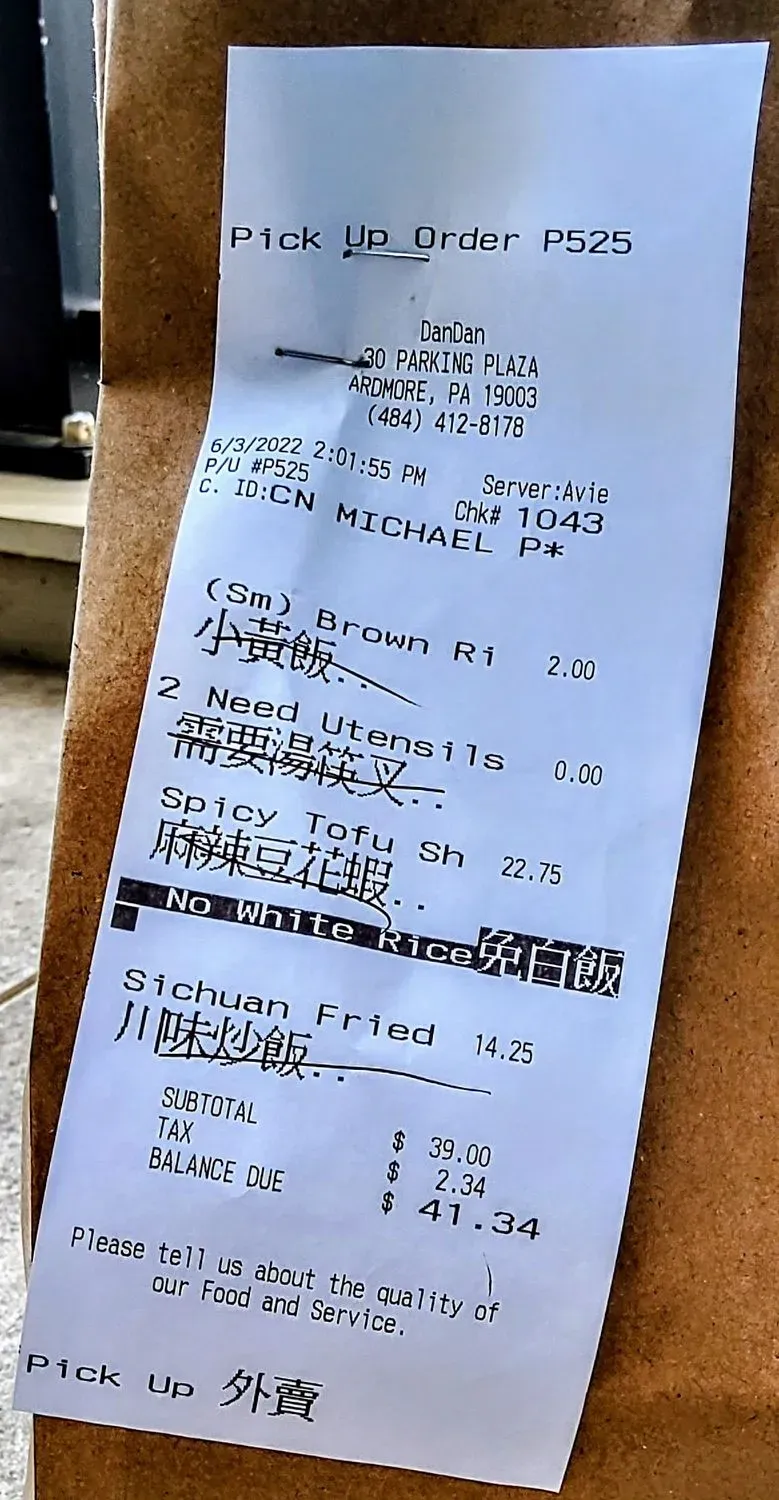 Pick Up Order P525
DanDan
30 PARKING PLAZA
ARDMORE, PA 19003
(484) 412-8178
6/3/2022 2:01:55 PM Server:Avie
P/U #P525 Chk# 1043
C. ID:CN MICHAEL P*
(Sm) Brown Ri 2.00
小黃飯..
2 Need Utensils 0.00
需要湯筷叉..
Spicy Tofu Sh 22.75
麻辣豆花蝦..
No White Rice免白飯
Sichuan Fried 14.25
川味炒飯..
SUBTOTAL $ 39.00
TAX $ 2.34
BALANCE DUE $ 41.34
Please tell us about the quality of
our Food and Service.
Pick Up 外賣